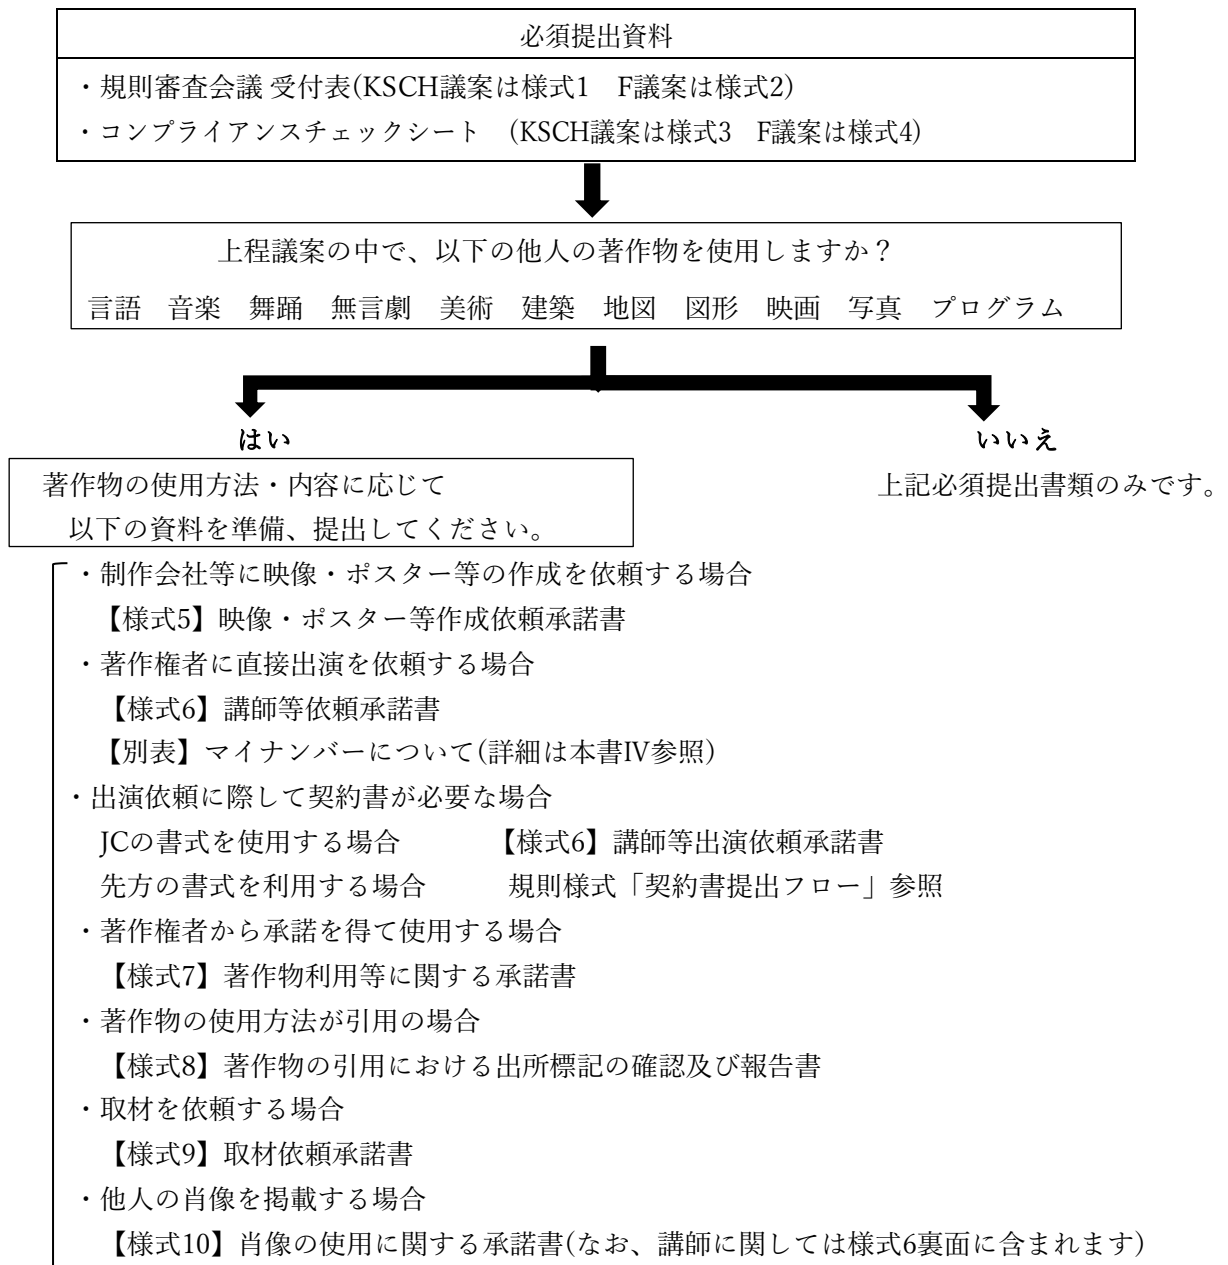 必須提出資料
・規則審査会議 受付表(KSCH議案は様式1　F議案は様式2)
・コンプライアンスチェックシート　(KSCH議案は様式3　F議案は様式4)
上程議案の中で、以下の他人の著作物を使用しますか？
言語　音楽　舞踊　無言劇　美術　建築　地図　図形　映画　写真　プログラム
はい
いいえ
著作物の使用方法・内容に応じて
以下の資料を準備、提出してください。
上記必須提出書類のみです。
・制作会社等に映像・ポスター等の作成を依頼する場合
【様式5】映像・ポスター等作成依頼承諾書
・著作権者に直接出演を依頼する場合
【様式6】講師等依頼承諾書
【別表】マイナンバーについて(詳細は本書Ⅳ参照)
・出演依頼に際して契約書が必要な場合
JCの書式を使用する場合　　　【様式6】講師等出演依頼承諾書
先方の書式を利用する場合　　　規則様式「契約書提出フロー」参照
・著作権者から承諾を得て使用する場合
【様式7】著作物利用等に関する承諾書
・著作物の使用方法が引用の場合
【様式8】著作物の引用における出所標記の確認及び報告書
・取材を依頼する場合
【様式9】取材依頼承諾書
・他人の肖像を掲載する場合
【様式10】肖像の使用に関する承諾書(なお、講師に関しては様式6裏面に含まれます)